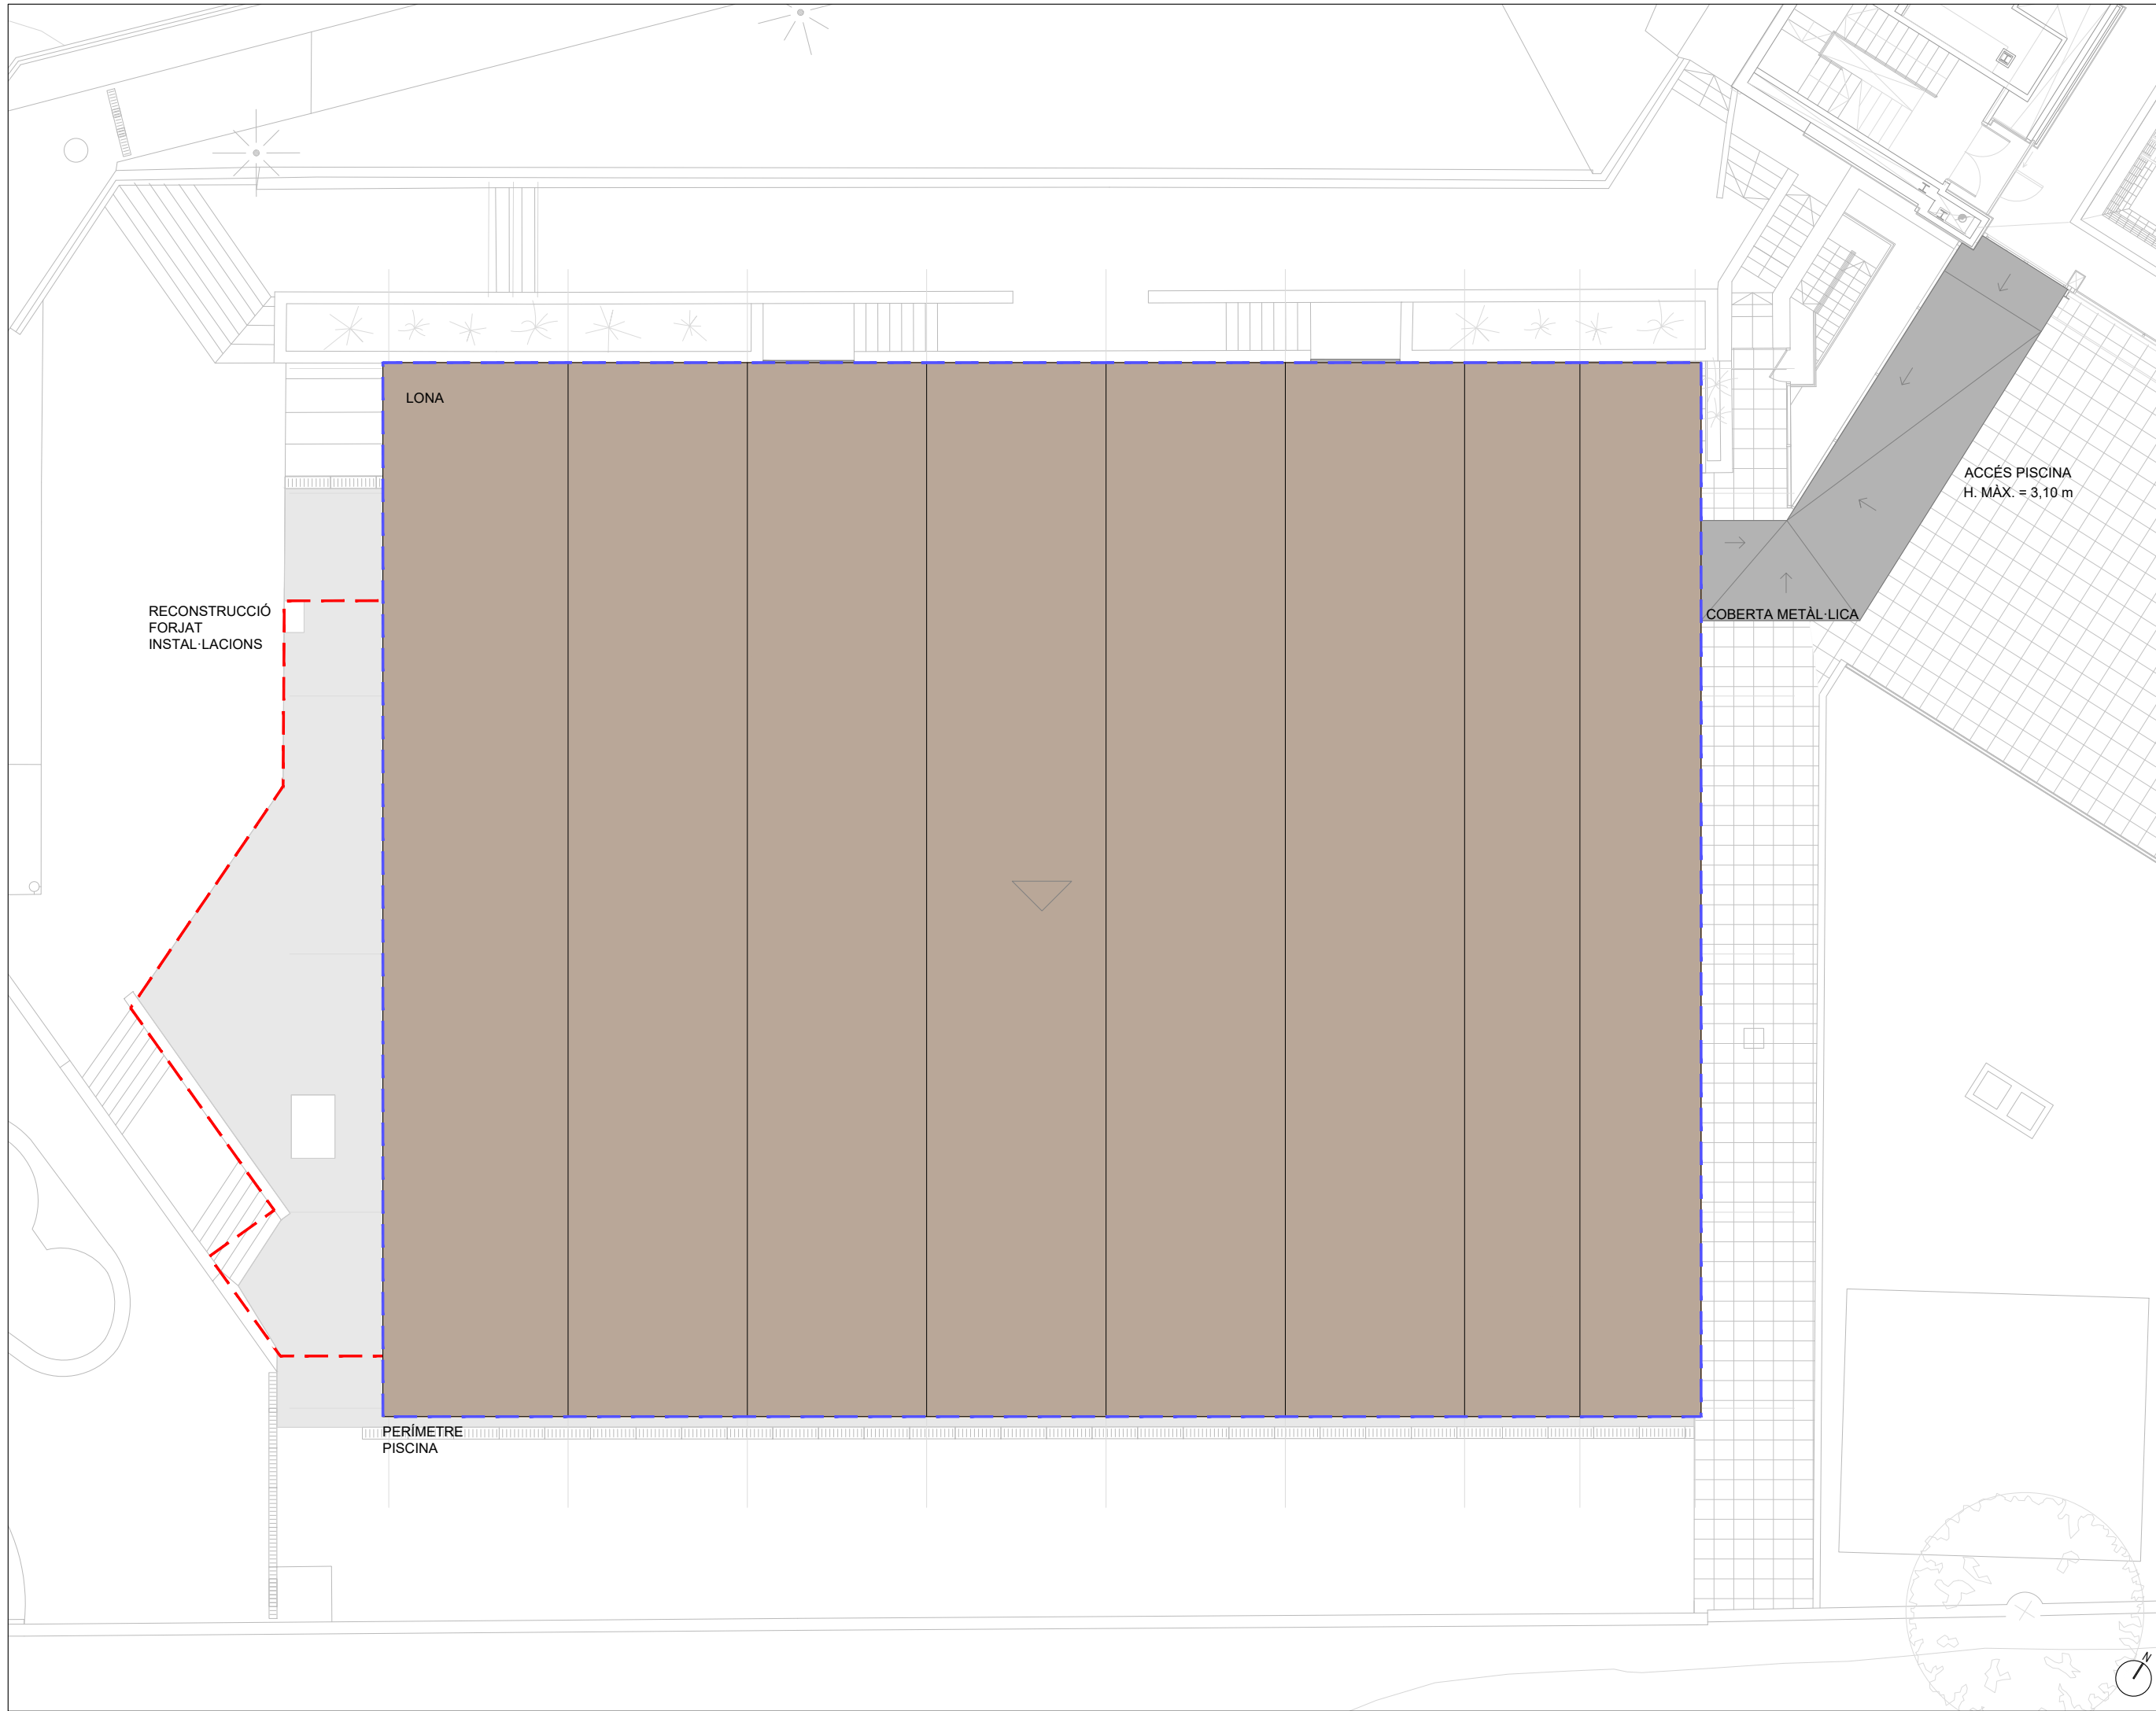 LONA
ACCÉS PISCINA
H. MÀX. = 3,10 m
RECONSTRUCCIÓ
FORJAT
INSTAL·LACIONS
COBERTA METÀL·LICA
PERÍMETRE
PISCINA
N